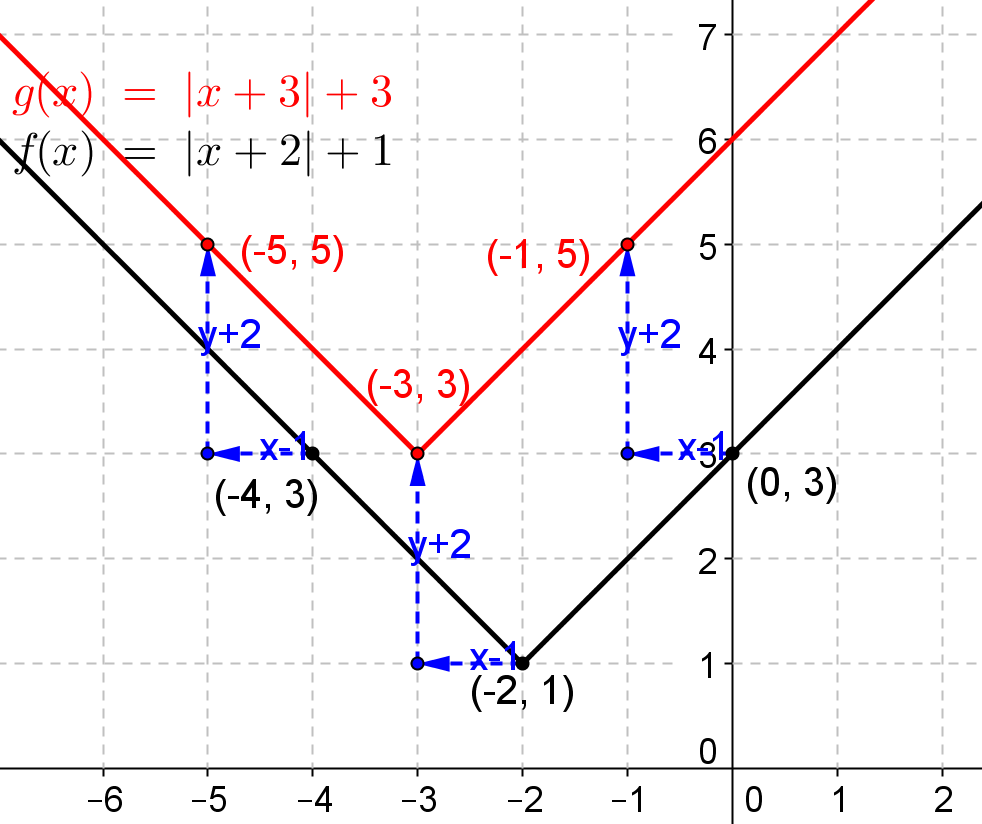 7
g(x) = |x + 3| + 3
6
f(x) = |x + 2| + 1
(-5, 5)
(-1, 5)
5
y+2
y+2
4
(-3, 3)
x-1
x-1
3
(-4, 3)
(0, 3)
y+2
2
x-1
1
(-2, 1)
0
−6 −5 −4 −3 −2 −1 0 1 2